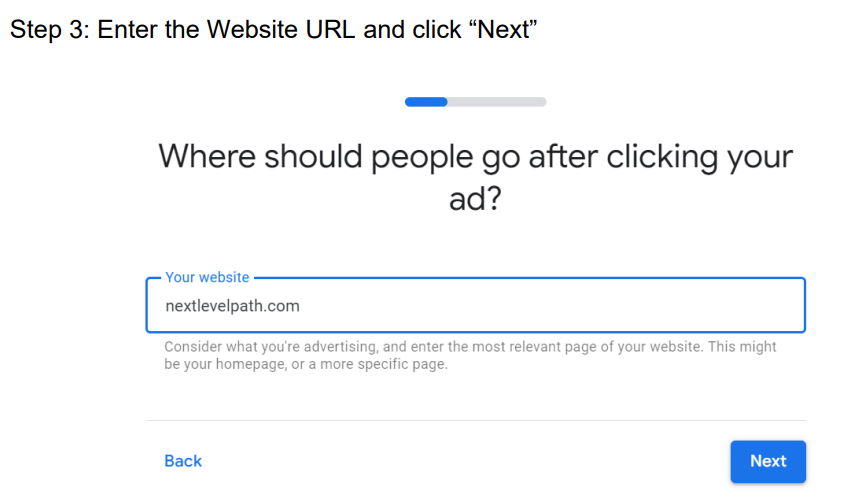 Step 3: Enter the Website URL and click “Next”
Where should people go after clicking your
ad?
Your website
nextlevelpath.com
Consider what you're advertising, and enter the most relevant page of your website. This might
be your homepage, or a more specific page.
Back
Next